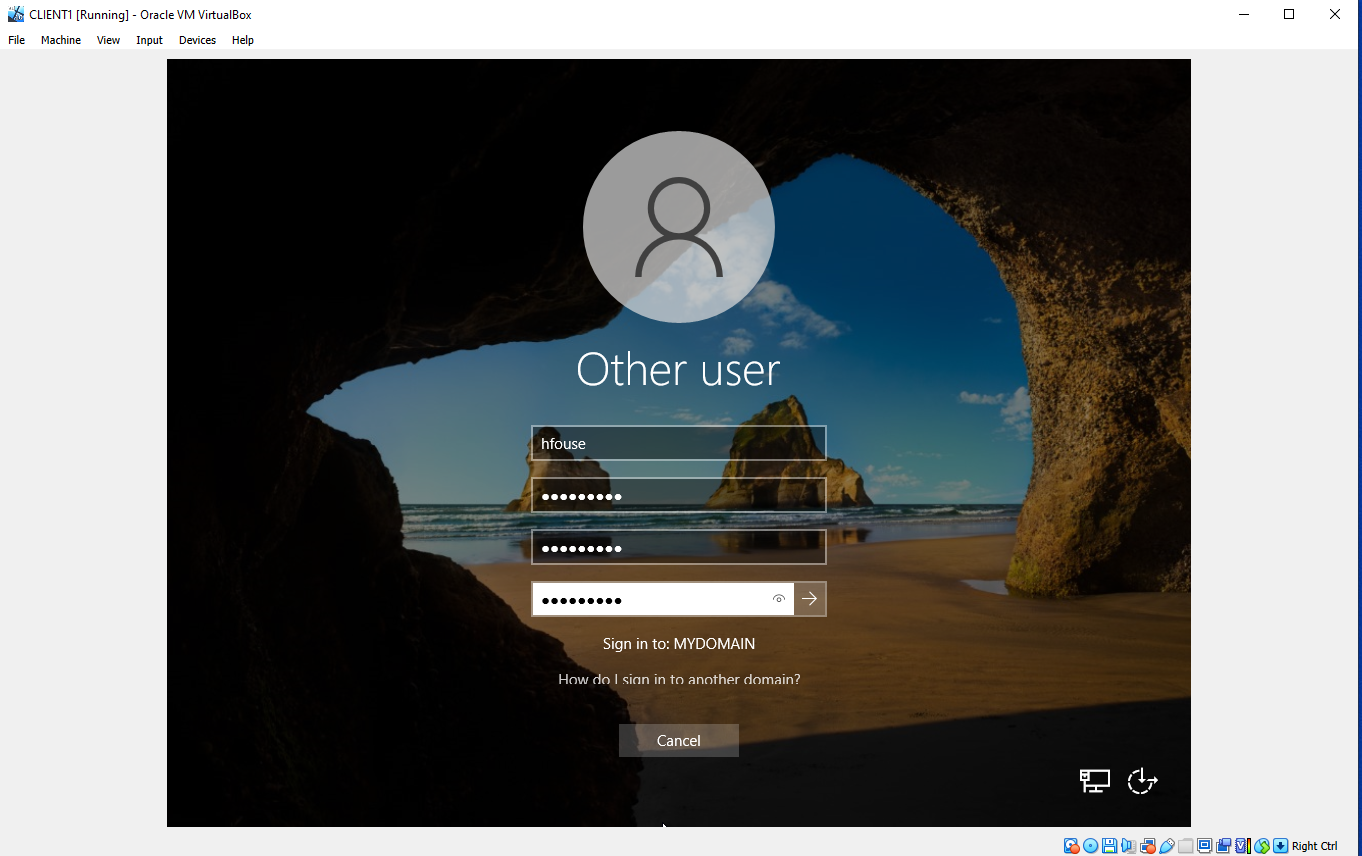 CLIENT1 [Running] - Oracle VM VirtualBox
File Machine View Input Devices Help
Other user
hfouse
●●●●●●●●●
●●●●●●●●●
●●●●●●●●●
Sign in to: MYDOMAIN
How do I sign in to another domain?
Cancel
Right Ctrl